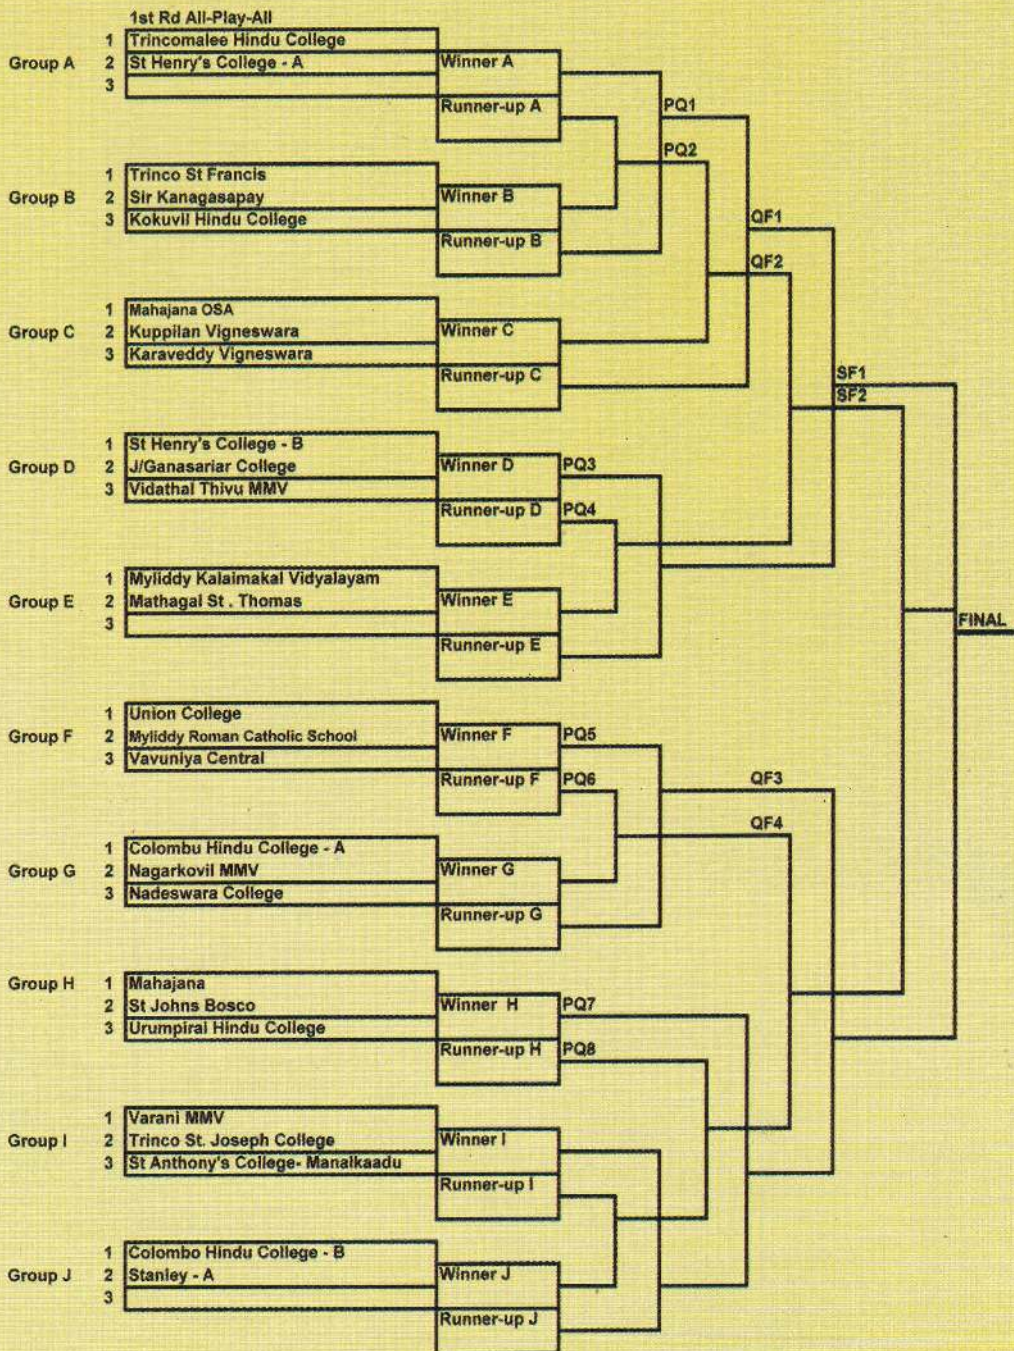 1st Rd All-Play-All
Group A
1 Trincomalee Hindu College
2 St Henry's College - A
3
Winner A
Runner-up A
PQ1
PQ2
Group B
1 Trinco St Francis
2 Sir Kanagasapay
3 Kokuvil Hindu College
Winner B
Runner-up B
QF1
QF2
Group C
1 Mahajana OSA
2 Kuppilan Vigneswara
3 Karaveddy Vigneswara
Winner C
Runner-up C
SF1
SF2
Group D
1 St Henry's College - B
2 J/Ganasariar College
3 Vidathal Thivu MMV
Winner D
PQ3
Runner-up D
PQ4
Group E
1 Myliddy Kalaimakal Vidyalayam
2 Mathagal St . Thomas
3
Winner E
Runner-up E
FINAL
Group F
1 Union College
2 Myliddy Roman Catholic School
3 Vavuniya Central
Winner F
PQ5
Runner-up F
PQ6
QF3
QF4
Group G
1 Colombu Hindu College - A
2 Nagarkovil MMV
3 Nadeswara College
Winner G
Runner-up G
Group H
1 Mahajana
2 St Johns Bosco
3 Urumpirai Hindu College
Winner H
PQ7
Runner-up H
PQ8
Group I
1 Varani MMV
2 Trinco St. Joseph College
3 St Anthony's College- Manalkaadu
Winner I
Runner-up I
Group J
1 Colombo Hindu College - B
2 Stanley - A
3
Winner J
Runner-up J